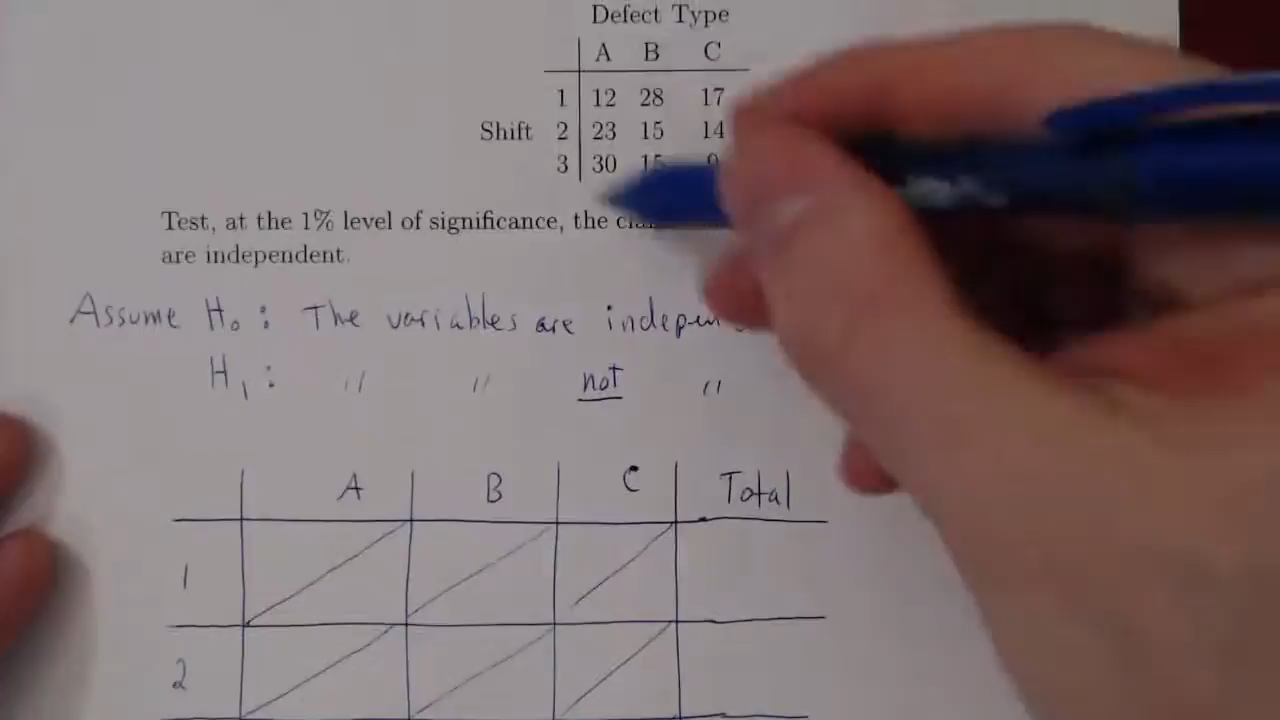 Defect Type
A B C
1 12 28 17
Shift 2 23 15 14
3 30 15
Test, at the 1% level of significance, the
are independent.
Assume H₀ : The variables are
H₁ : " " not "
A B C Total
1
2